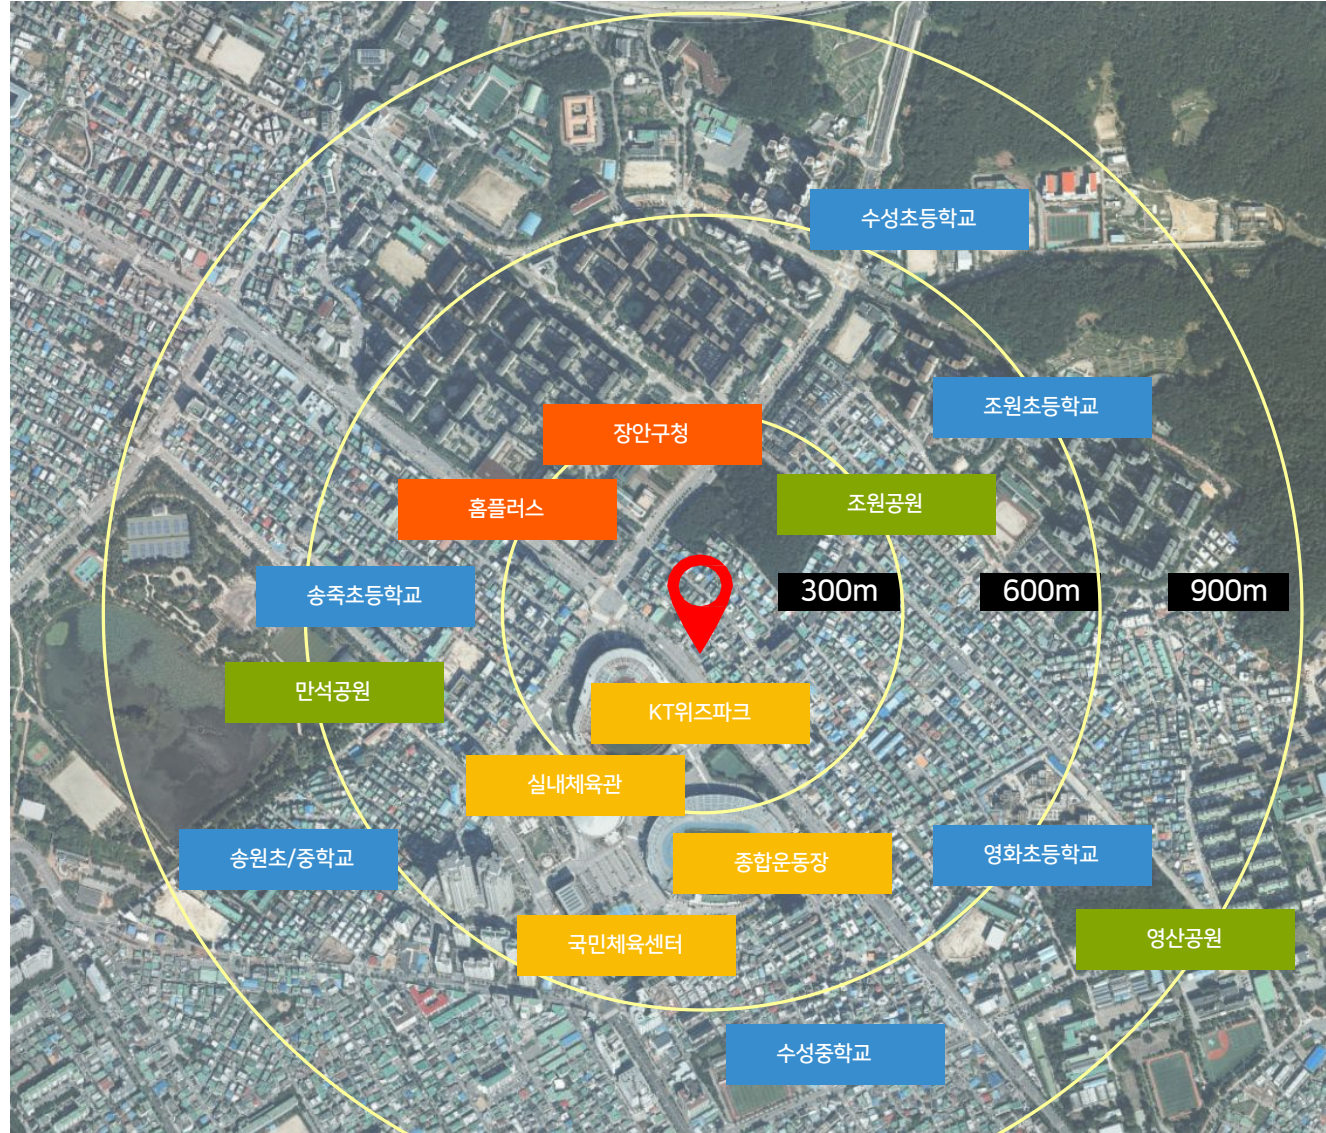 수성초등학교
조원초등학교
장안구청
홈플러스
조원공원
송죽초등학교
300m
600m
900m
만석공원
KT위즈파크
실내체육관
송원초/중학교
종합운동장
영화초등학교
국민체육센터
영산공원
수성중학교